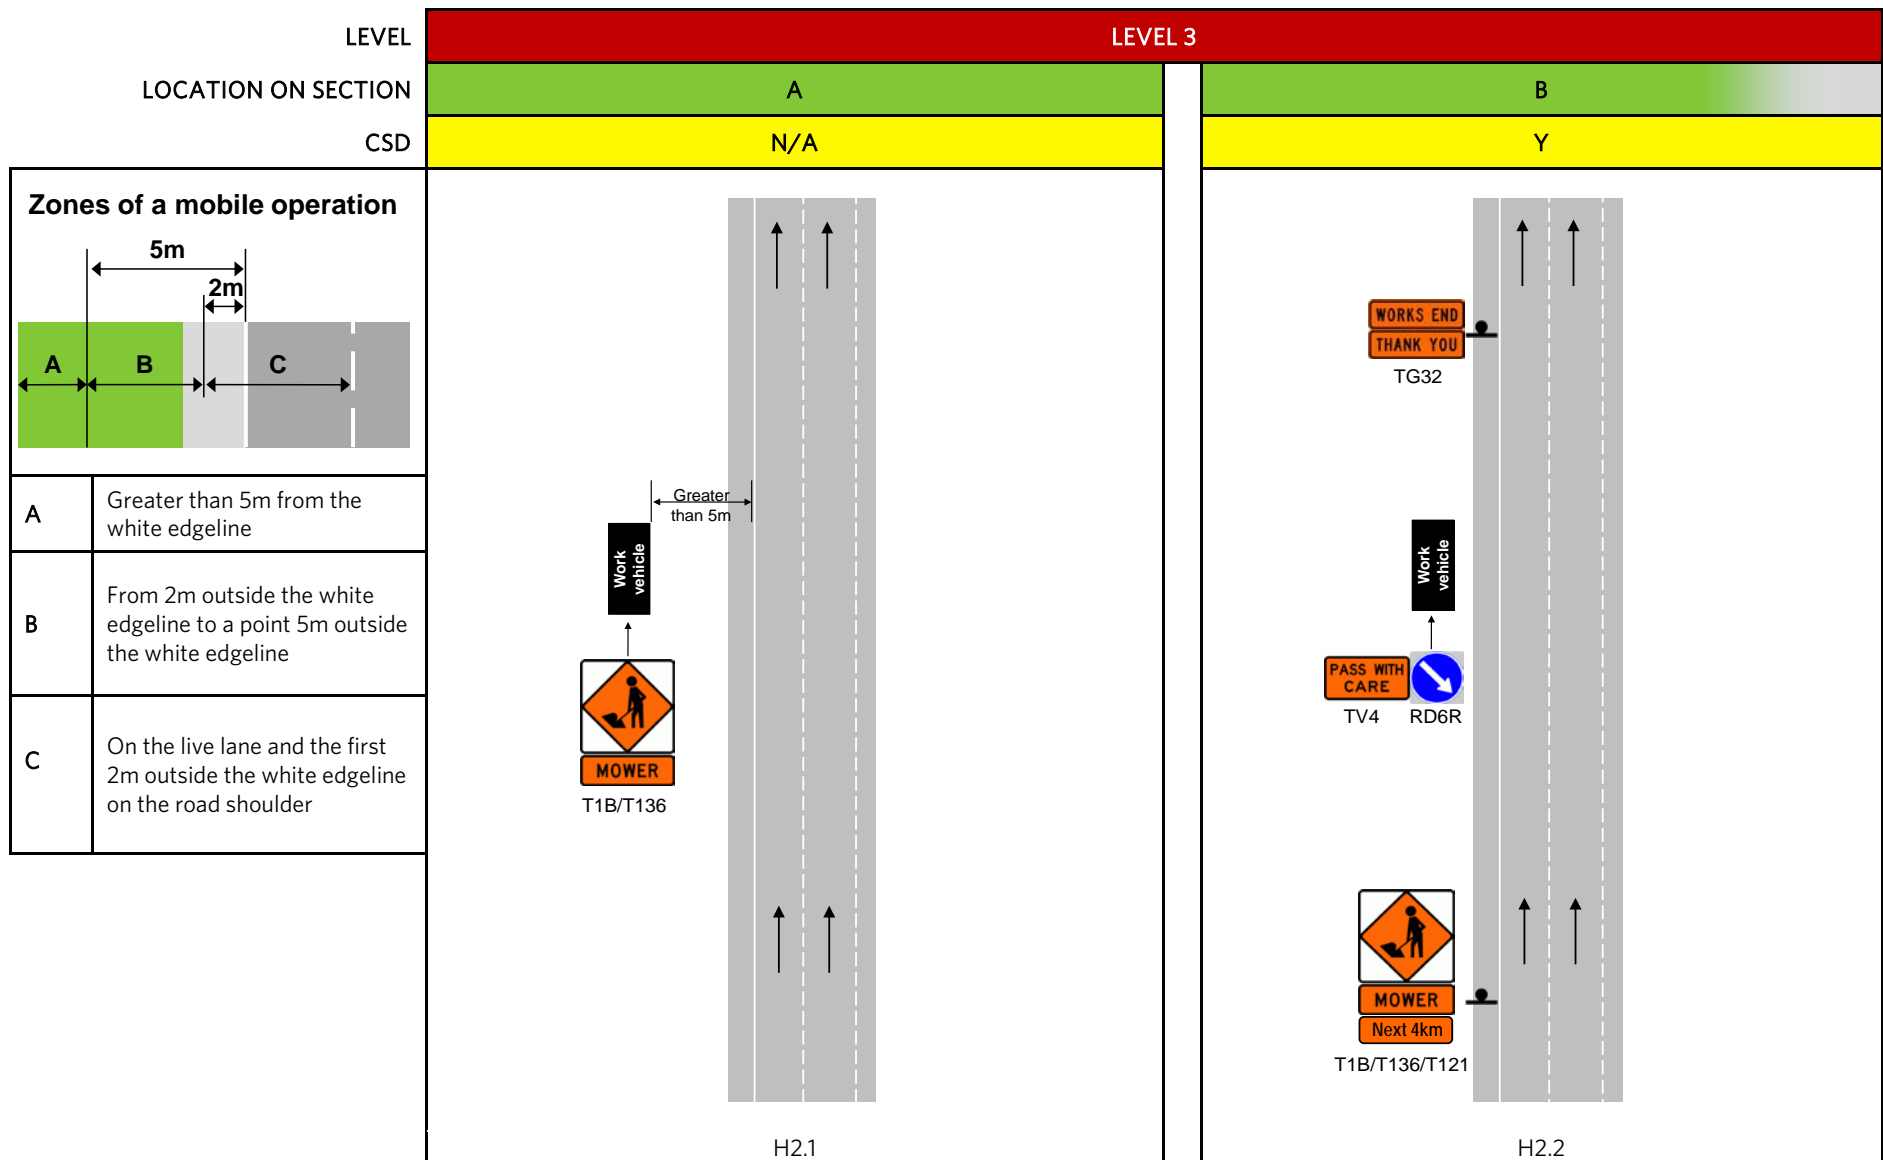 LEVEL
LEVEL 3
LOCATION ON SECTION
A
B
CSD
N/A
Y
Zones of a mobile operation
5m
2m
A
B
C
A
Greater than 5m from the
white edgeline
B
From 2m outside the white
edgeline to a point 5m outside
the white edgeline
C
On the live lane and the first
2m outside the white edgeline
on the road shoulder
Greater
than 5m
Work
vehicle
MOWER
T1B/T136
H2.1
WORKS END
THANK YOU
TG32
Work
vehicle
PASS WITH
CARE
TV4
RD6R
MOWER
Next 4km
T1B/T136/T121
H2.2